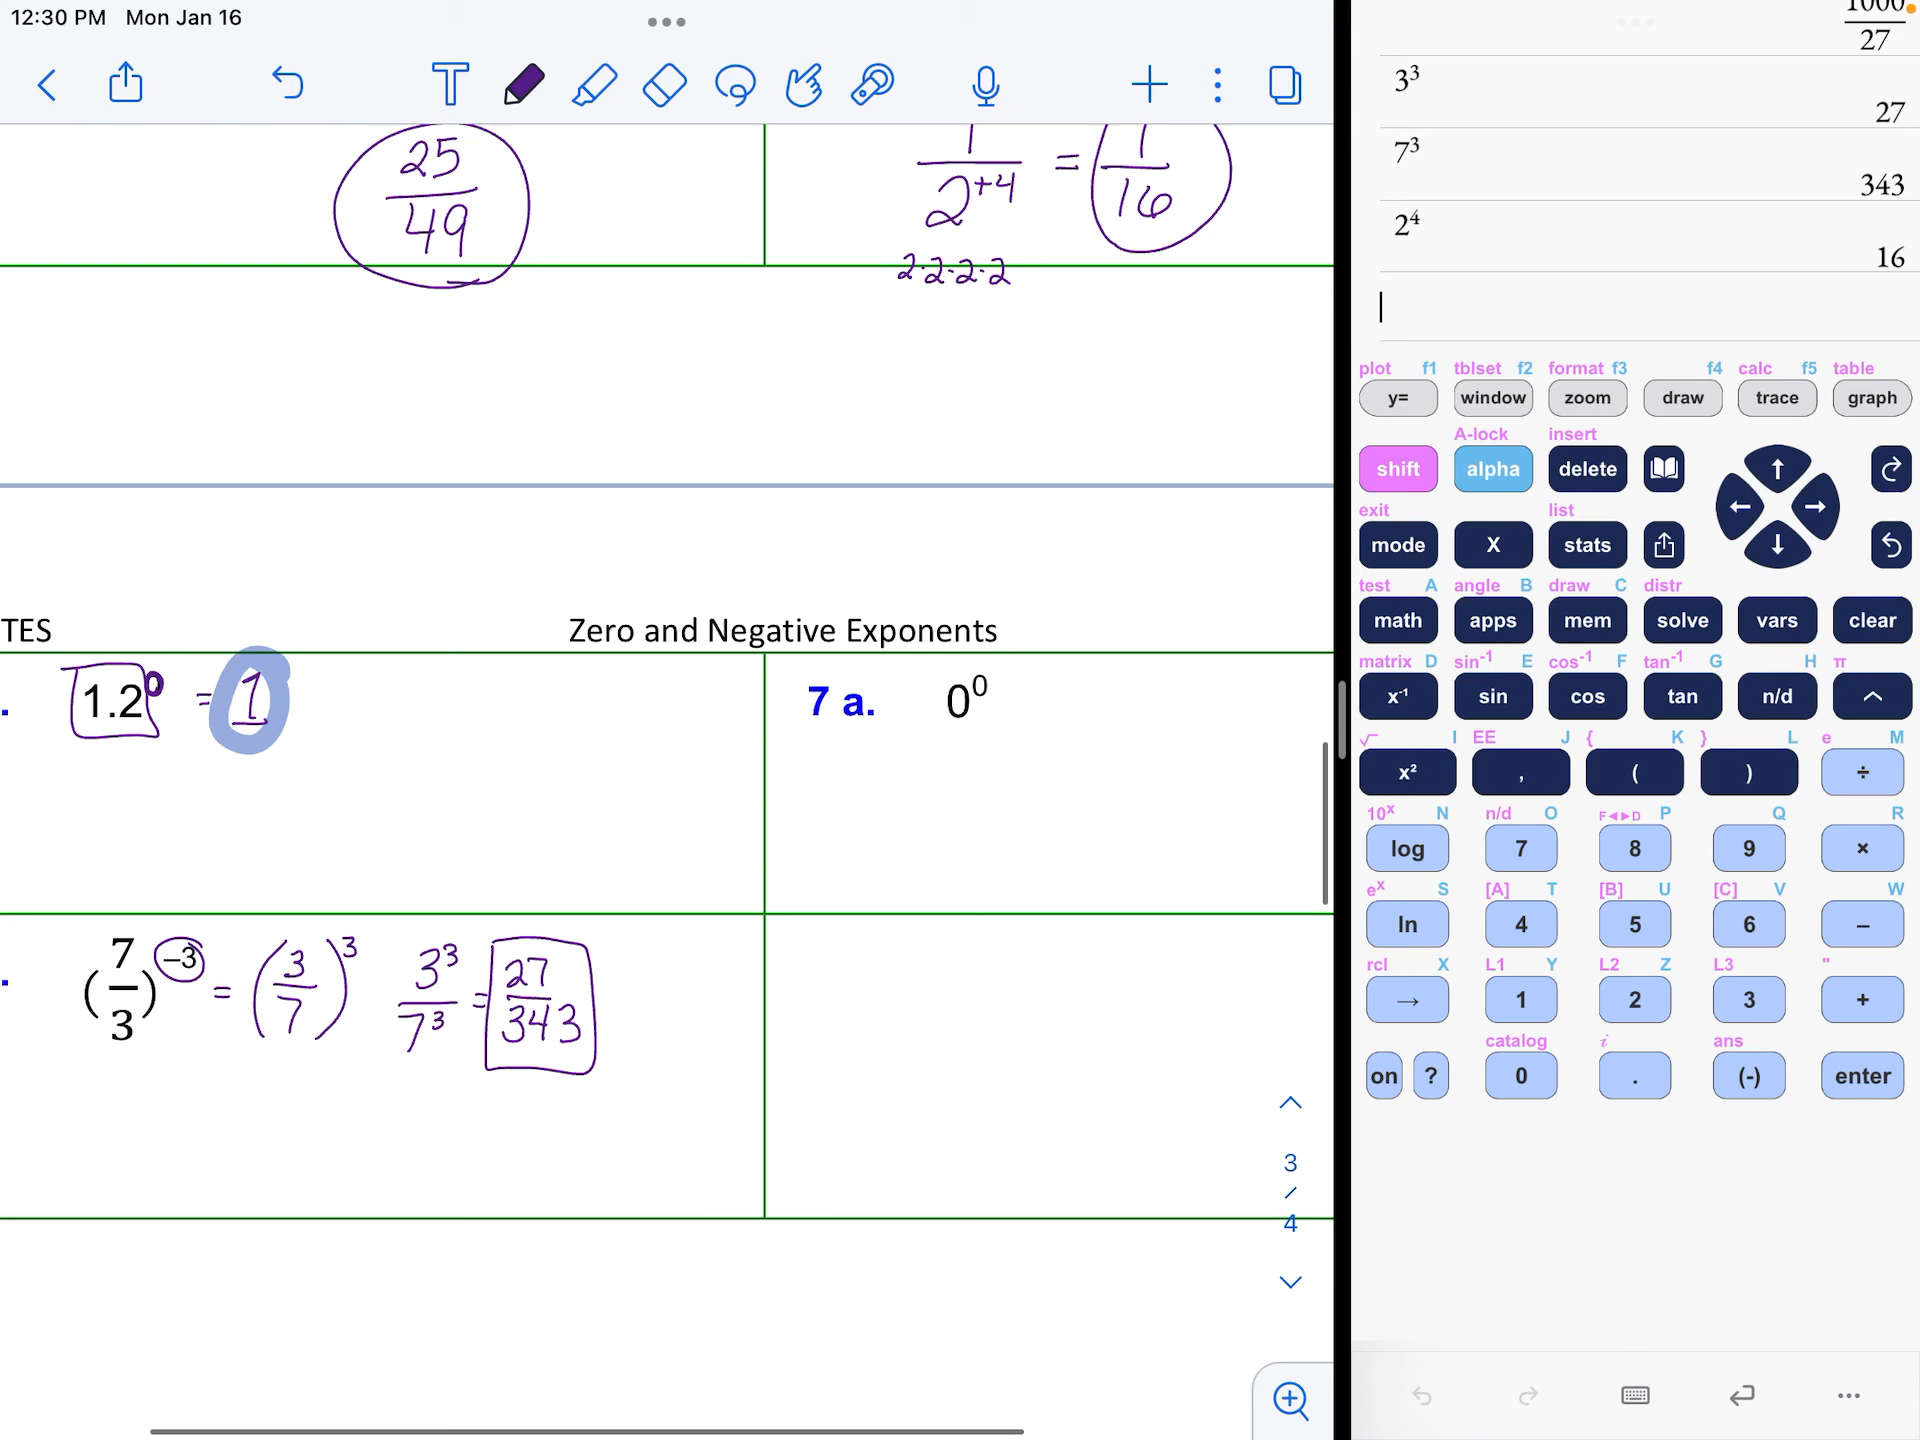 12:30 PM Mon Jan 16
25/49
1/2^{+4} = 1/16
2·2·2·2
TES Zero and Negative Exponents
. 1.2^0 = 1
7 a. 0^0
. (7/3)^{-3} = (3/7)^3 3^3/7^3 = 27/343
3
/
4
1000/27
3^3
27
7^3
343
2^4
16
plot f1 tblset f2 format f3 f4 calc f5 table
y= window zoom draw trace graph
A-lock insert
shift alpha delete
exit list
mode X stats
test A angle B draw C distr
math apps mem solve vars clear
matrix D sin^{-1} E cos^{-1} F tan^{-1} G H π
x^{-1} sin cos tan n/d ^
√ I EE J { K } L e M
x² , ( ) ÷
10^x N n/d O F◄►D P Q R
log 7 8 9 ×
e^x S [A] T [B] U [C] V W
ln 4 5 6 −
rcl X L1 Y L2 Z L3 "
→ 1 2 3 +
catalog i ans
on ? 0 . (-) enter